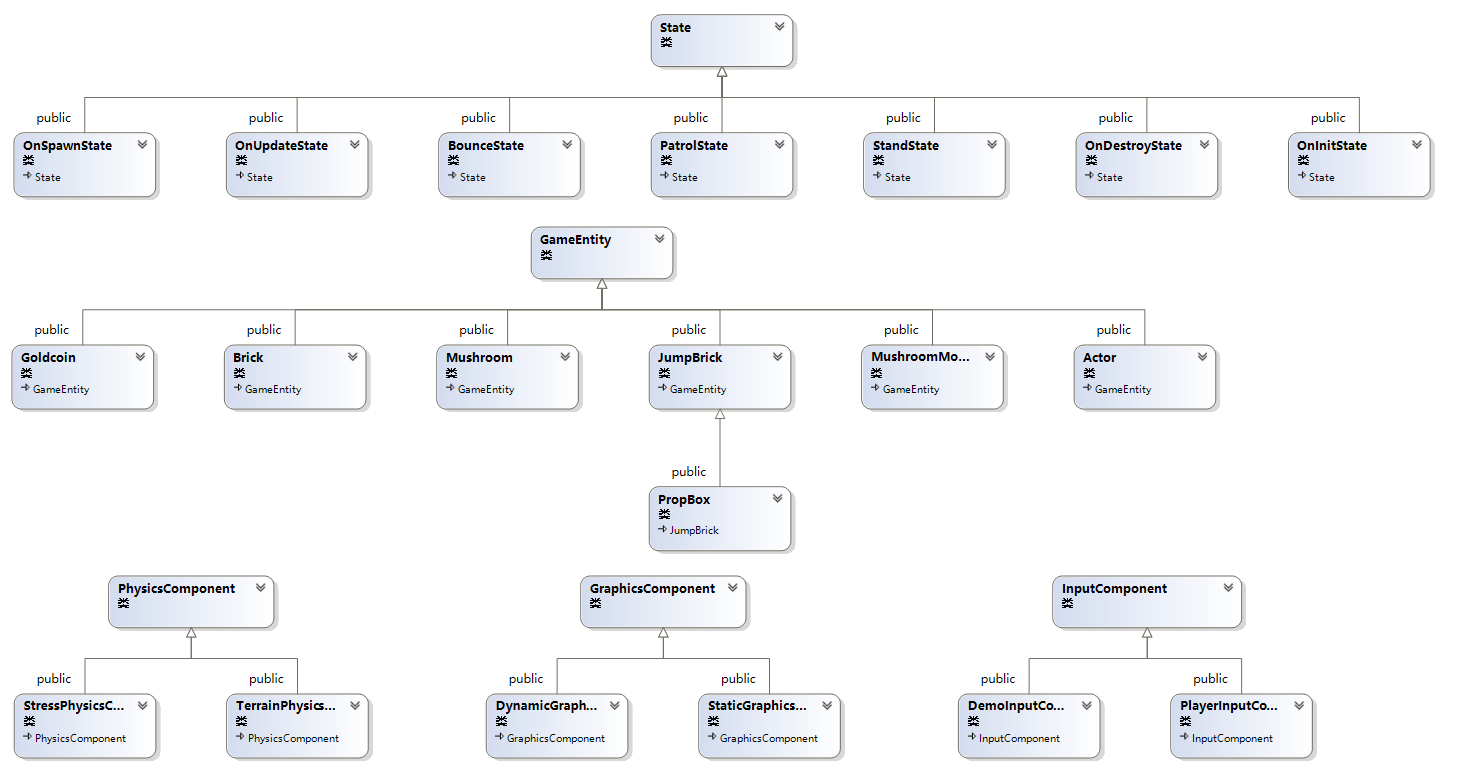 State
public public public public public public public
OnSpawnState OnUpdateState BounceState PatrolState StandState OnDestroyState OnInitState
State State State State State State State
GameEntity
public public public public public public
Goldcoin Brick Mushroom JumpBrick MushroomMo... Actor
GameEntity GameEntity GameEntity GameEntity GameEntity GameEntity
public
PropBox
JumpBrick
PhysicsComponent GraphicsComponent InputComponent
public public public public public public
StressPhysicsC... TerrainPhysics... DynamicGraph... StaticGraphics... DemoInputCo... PlayerInputCo...
PhysicsComponent PhysicsComponent GraphicsComponent GraphicsComponent InputComponent InputComponent